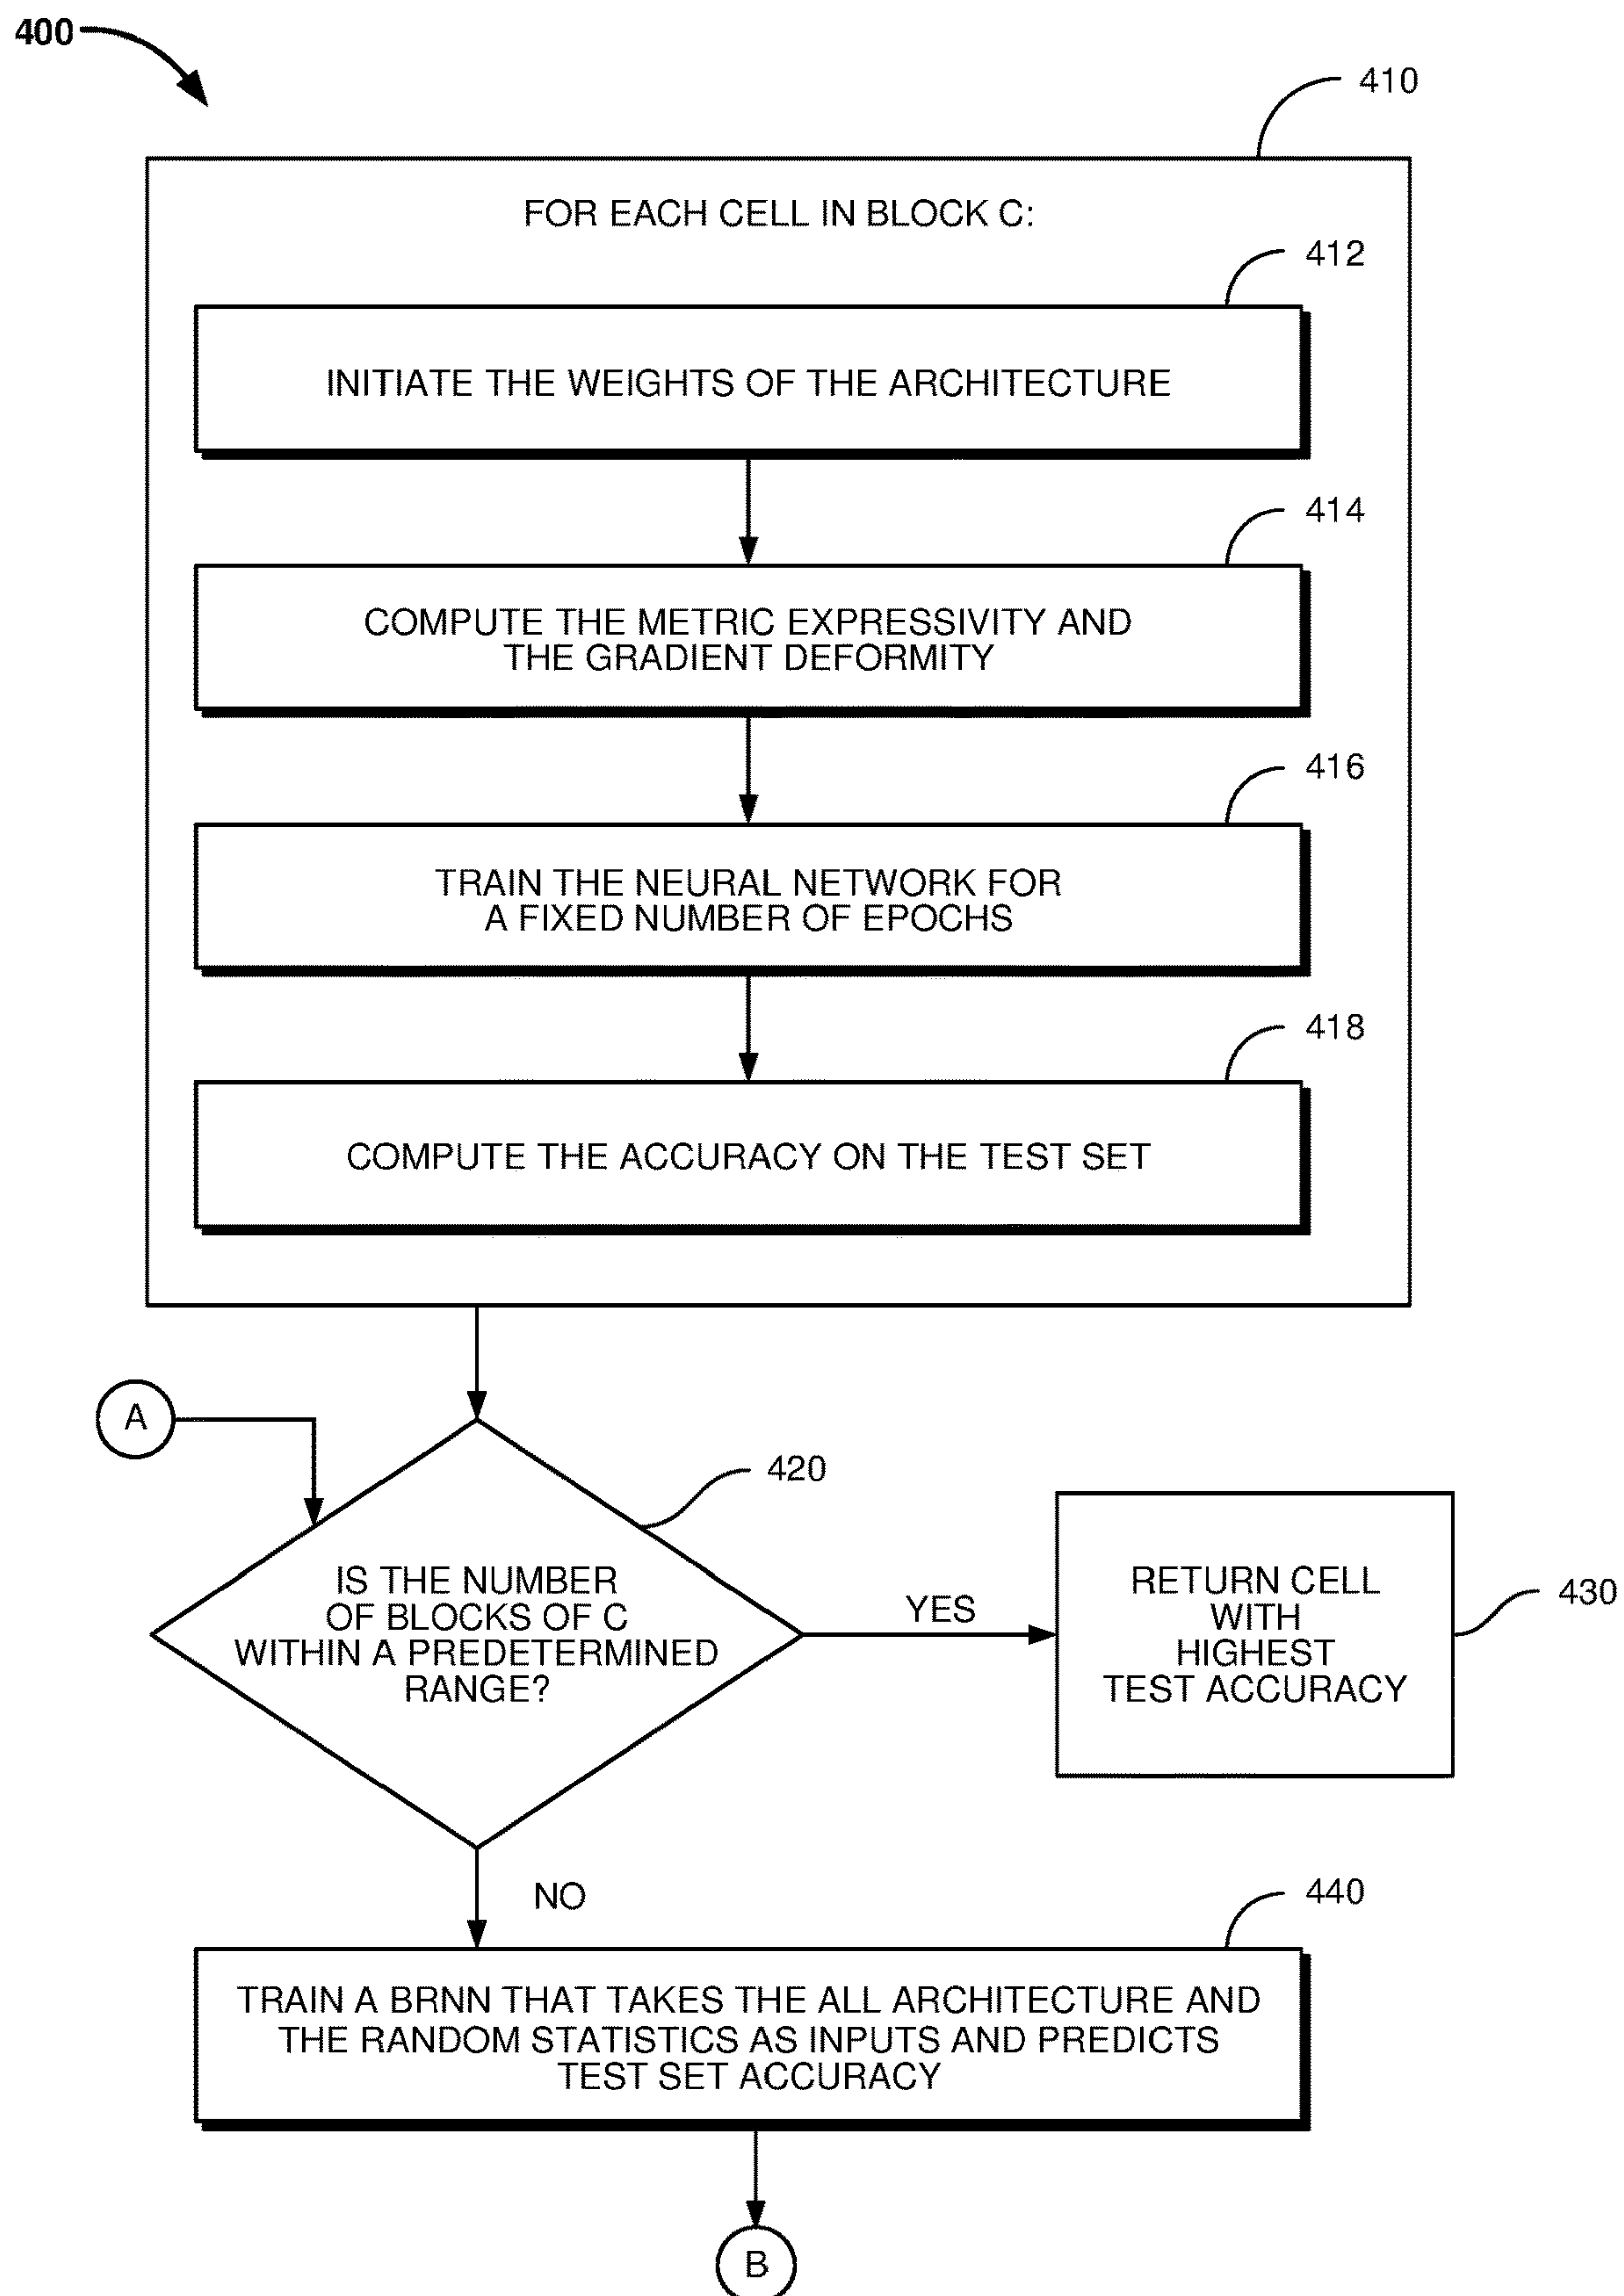 400
410
FOR EACH CELL IN BLOCK C:
412
INITIATE THE WEIGHTS OF THE ARCHITECTURE
414
COMPUTE THE METRIC EXPRESSIVITY AND
THE GRADIENT DEFORMITY
416
TRAIN THE NEURAL NETWORK FOR
A FIXED NUMBER OF EPOCHS
418
COMPUTE THE ACCURACY ON THE TEST SET
A
420
IS THE NUMBER
OF BLOCKS OF C
WITHIN A PREDETERMINED
RANGE?
YES
RETURN CELL
WITH
HIGHEST
TEST ACCURACY
430
NO
440
TRAIN A BRNN THAT TAKES THE ALL ARCHITECTURE AND
THE RANDOM STATISTICS AS INPUTS AND PREDICTS
TEST SET ACCURACY
B